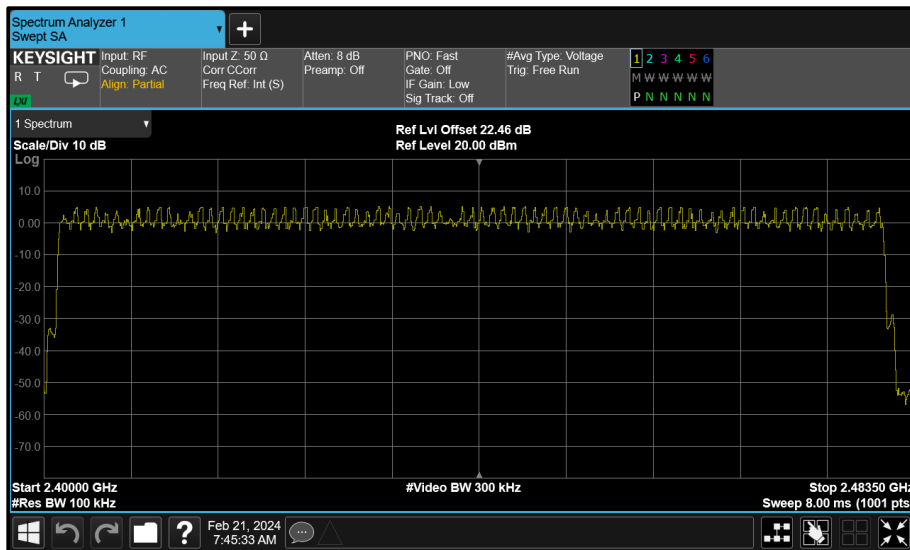 Spectrum Analyzer 1
Swept SA
+
KEYSIGHT
R T
LXI
Input: RF
Coupling: AC
Align: Partial
Input Z: 50 Ω
Corr CCorr
Freq Ref: Int (S)
Atten: 8 dB
Preamp: Off
PNO: Fast
Gate: Off
IF Gain: Low
Sig Track: Off
#Avg Type: Voltage
Trig: Free Run
1 2 3 4 5 6
M W W W W W
P N N N N N
1 Spectrum
Scale/Div 10 dB
Ref Lvl Offset 22.46 dB
Ref Level 20.00 dBm
Log
10.0
0.00
-10.0
-20.0
-30.0
-40.0
-50.0
-60.0
-70.0
Start 2.40000 GHz
#Res BW 100 kHz
#Video BW 300 kHz
Stop 2.48350 GHz
Sweep 8.00 ms (1001 pts
?
Feb 21, 2024
7:45:33 AM